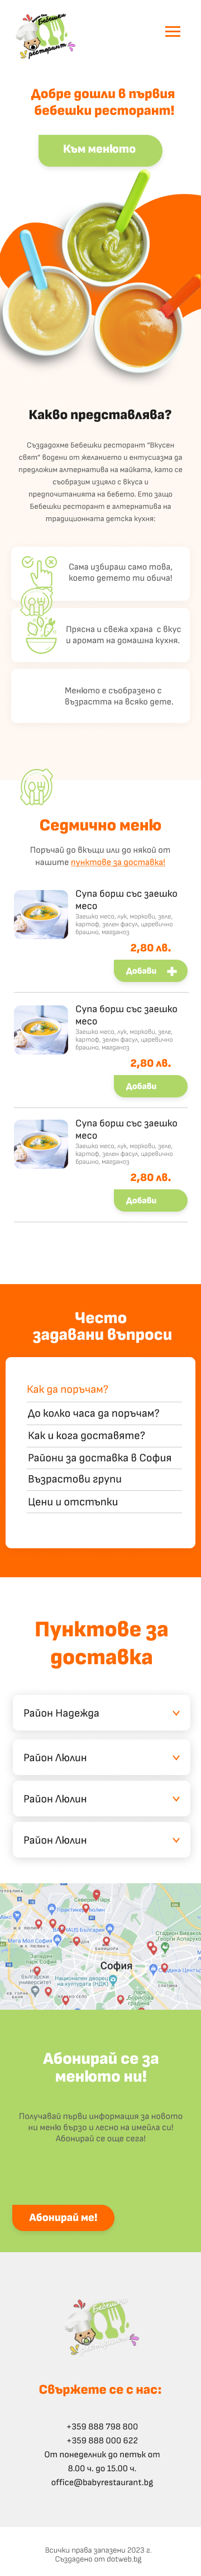 Бебешки
ресторант
Добре дошли в първия
бебешки ресторант!
Към менюто
Какво представлява?
Създадохме Бебешки ресторант “Вкусен
свят” водени от желанието и ентусиазма да
предложим алтернатива на майката, като се
съобразим изцяло с вкуса и
предпочитанията на бебето. Ето защо
Бебешки ресторант е алтернатива на
традиционната детска кухня:
Сама избираш само това,
което детето ти обича!
Прясна и свежа храна с вкус
и аромат на домашна кухня.
Менюто е съобразено с
възрастта на всяко дете.
Седмично меню
Поръчай до вкъщи или до някой от
нашите пунктове за доставка!
Супа борш със заешко
месо
Заешко месо, лук, моркови, зеле,
картоф, зелен фасул, царевично
брашно, магданоз
2,80 лв.
Добави
Супа борш със заешко
месо
Заешко месо, лук, моркови, зеле,
картоф, зелен фасул, царевично
брашно, магданоз
2,80 лв.
Добави
Супа борш със заешко
месо
Заешко месо, лук, моркови, зеле,
картоф, зелен фасул, царевично
брашно, магданоз
2,80 лв.
Добави
Често
задавани въпроси
Как да поръчам?
До колко часа да поръчам?
Как и кога доставяте?
Райони за доставка в София
Възрастови групи
Цени и отстъпки
Пунктове за
доставка
Район Надежда
Район Люлин
Район Люлин
Район Люлин
София
Абонирай се за
менюто ни!
Получавай първи информация за новото
ни меню бързо и лесно на имейла си!
Абонирай се още сега!
Абонирай ме!
Свържете се с нас:
+359 888 798 800
+359 888 000 622
От понеделник до петък от
8.00 ч. до 15.00 ч.
office@babyrestaurant.bg
Всички права запазени 2023 г.
Създадено от dotweb.bg